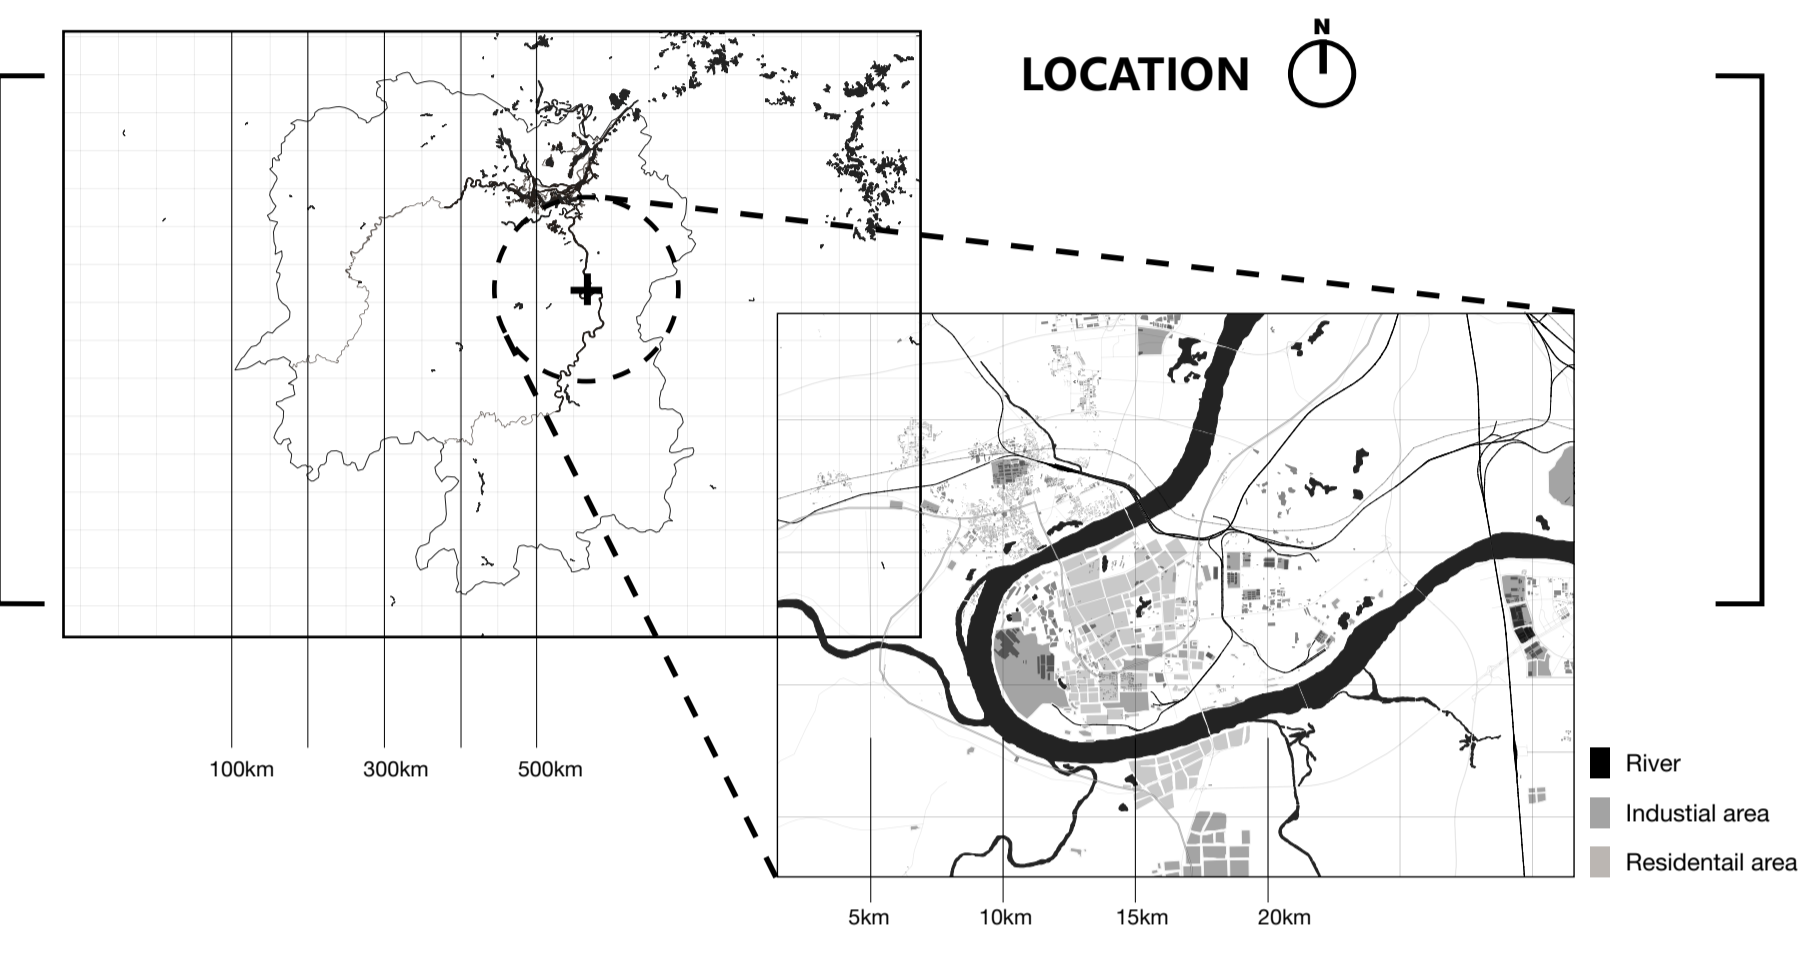 N
LOCATION
100km
300km
500km
River
Industial area
Residentail area
5km
10km
15km
20km